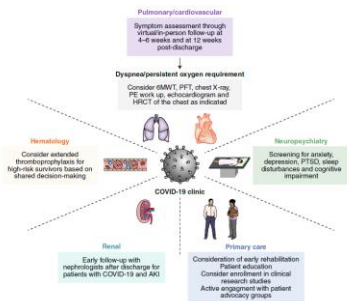 Pulmonary/cardiovascular
Symptom assessment through
virtual/in-person follow-up at
4–6 weeks and at 12 weeks
post-discharge
Dyspnea/persistent oxygen requirement
Consider 6MWT, PFT, chest X-ray,
PE work up, echocardiogram and
HRCT of the chest as indicated
Hematology
Consider extended
thromboprophylaxis for
high-risk survivors based on
shared decision-making
Neuropsychiatry
Screening for anxiety,
depression, PTSD, sleep
disturbances and cognitive
impairment
COVID-19 clinic
Renal
Early follow-up with
nephrologists after discharge for
patients with COVID-19 and AKI
Primary care
Consideration of early rehabilitation
Patient education
Consider enrollment in clinical
research studies
Active engagment with patient
advocacy groups